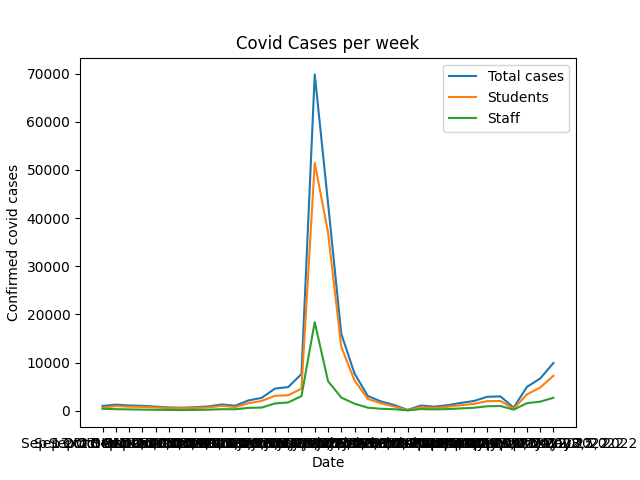 Covid Cases per week
Total cases
Students
Staff
Confirmed covid cases
70000
60000
50000
40000
30000
20000
10000
0
Date